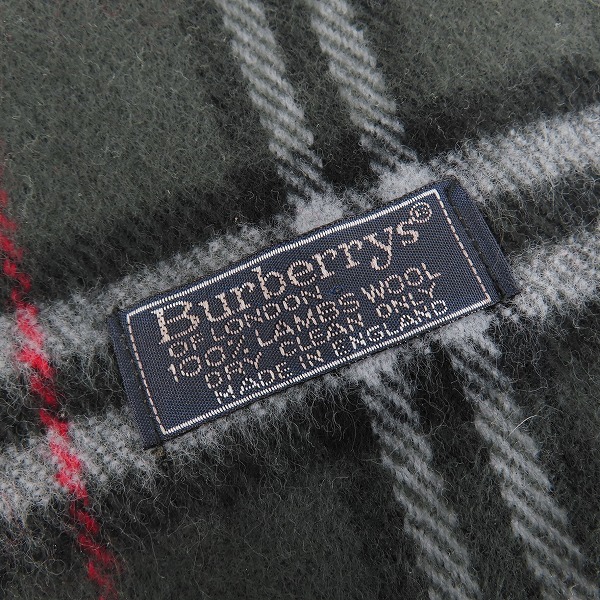 Burberrys®
OF LONDON
100% LAMBS WOOL
DRY CLEAN ONLY
MADE IN ENGLAND